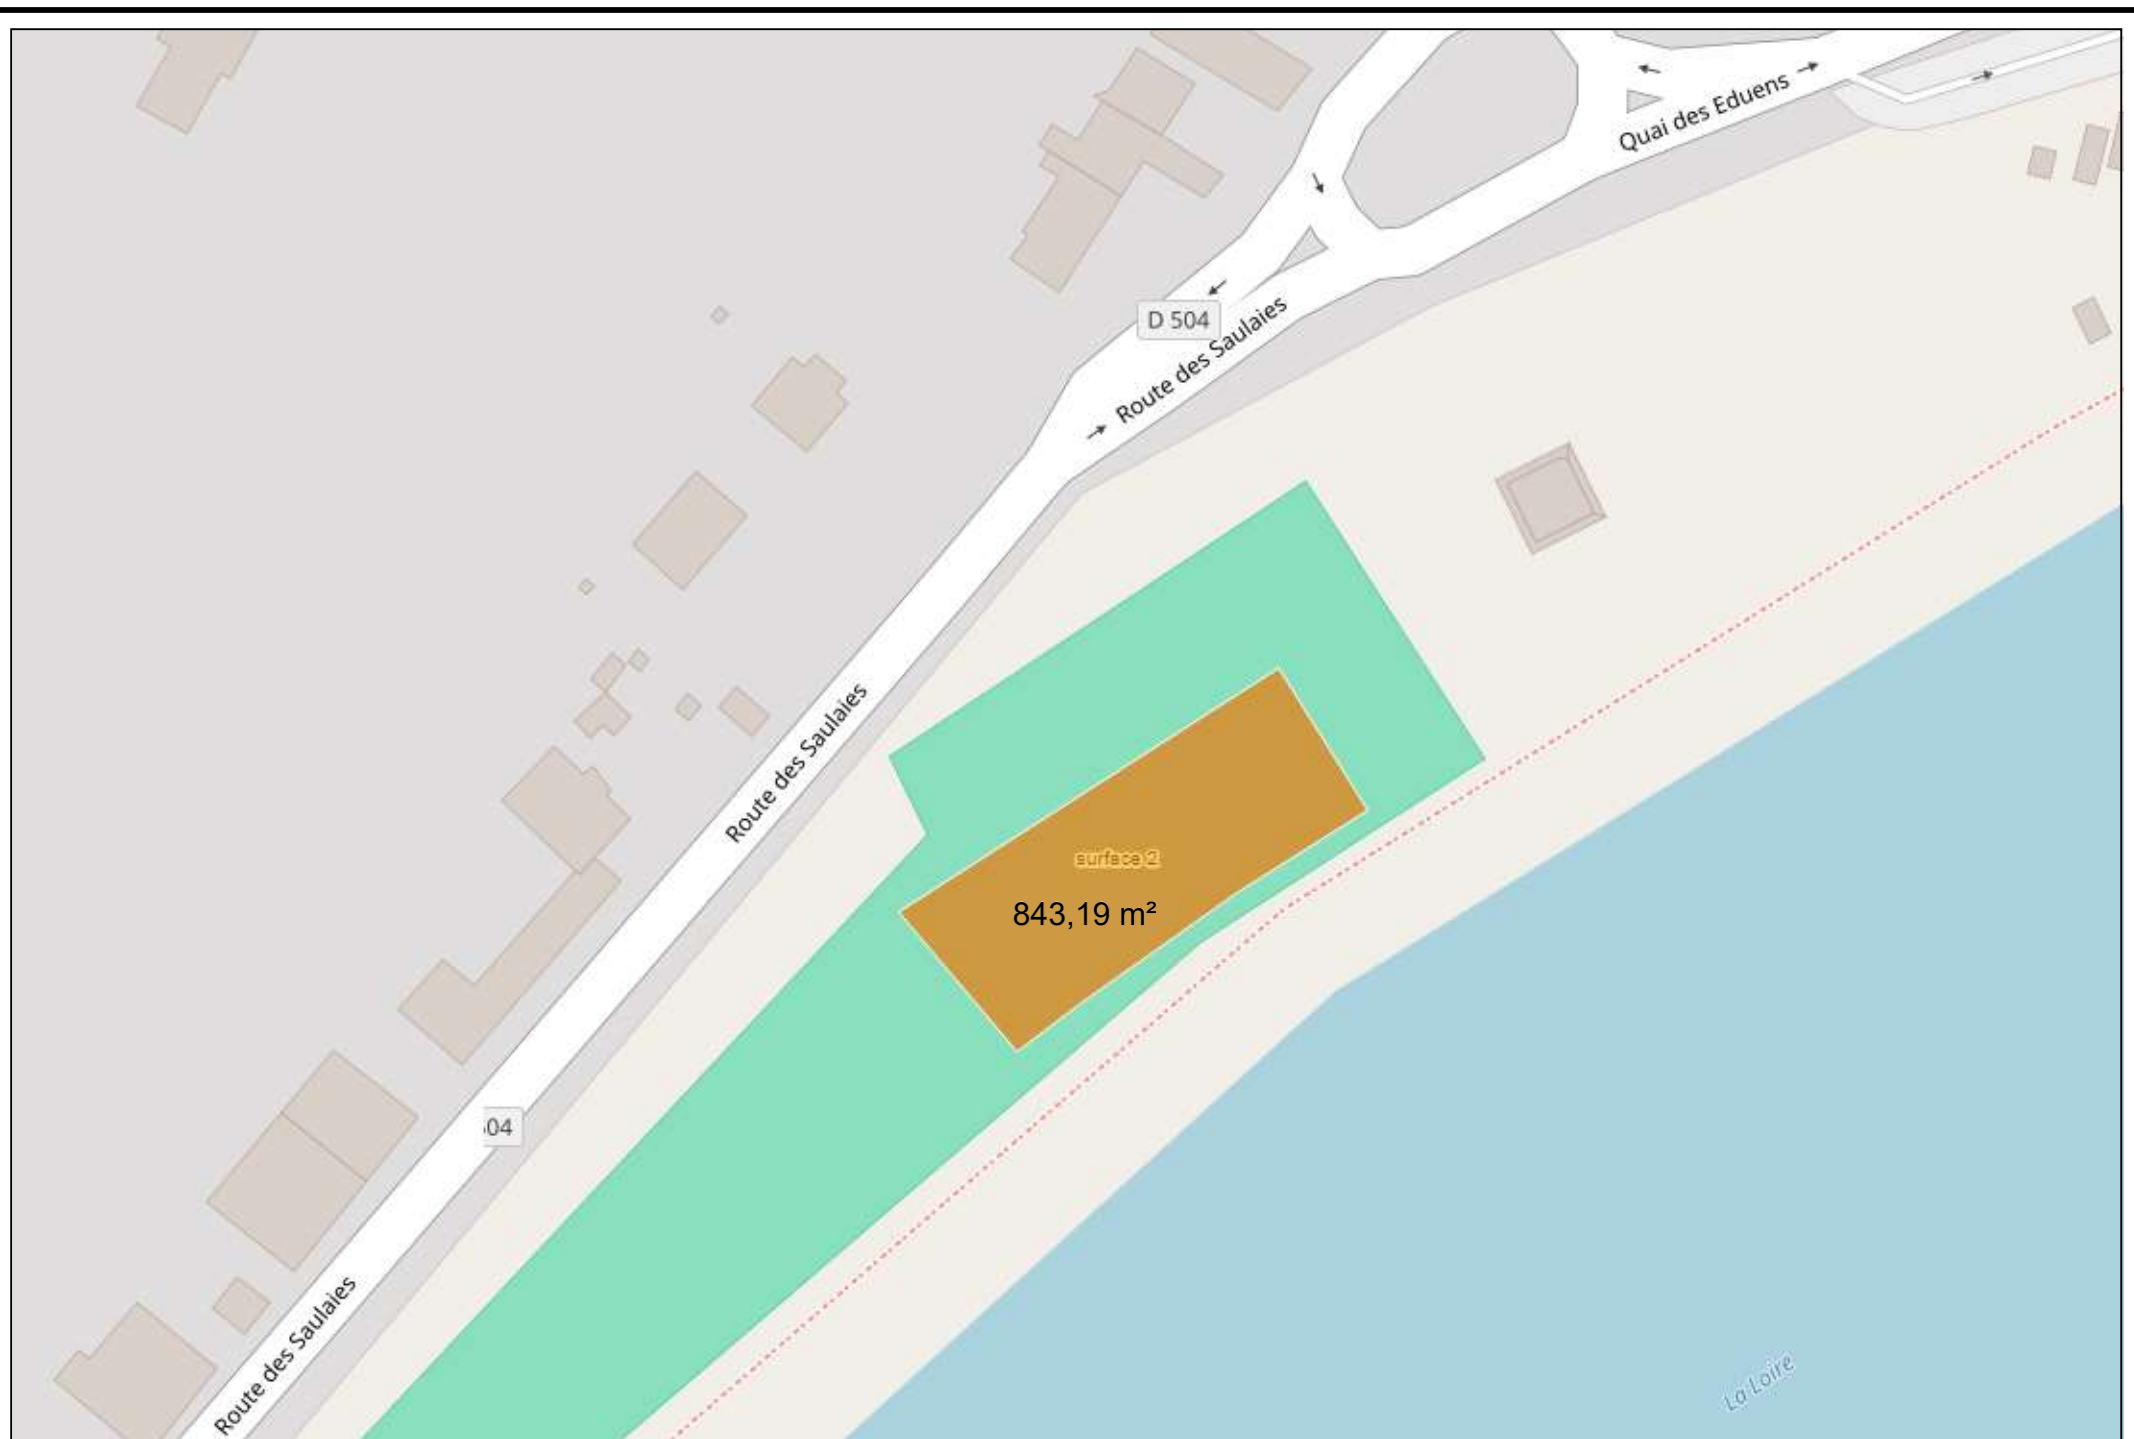 Quai des Eduens
D 504
Route des Saulaies
Route des Saulaies
surface 2
843,19 m²
04
Route des Saulaies
La Loire